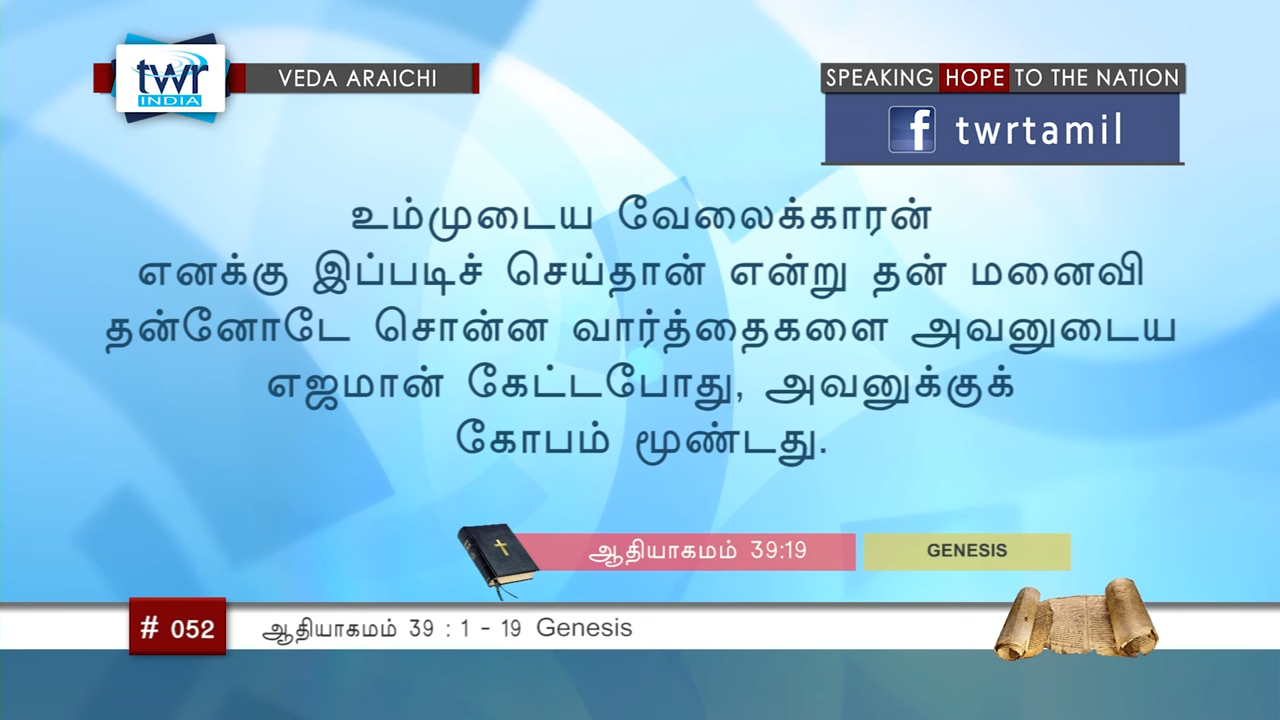 twr
INDIA
VEDA ARAICHI
SPEAKING HOPE TO THE NATION
f twrtamil
உம்முடைய வேலைக்காரன்
எனக்கு இப்படிச் செய்தான் என்று தன் மனைவி
தன்னோடே சொன்ன வார்த்தைகளை அவனுடைய
எஜமான் கேட்டபோது, அவனுக்குக்
கோபம் மூண்டது.
ஆதியாகமம் 39:19 GENESIS
# 052 ஆதியாகமம் 39 : 1 - 19 Genesis